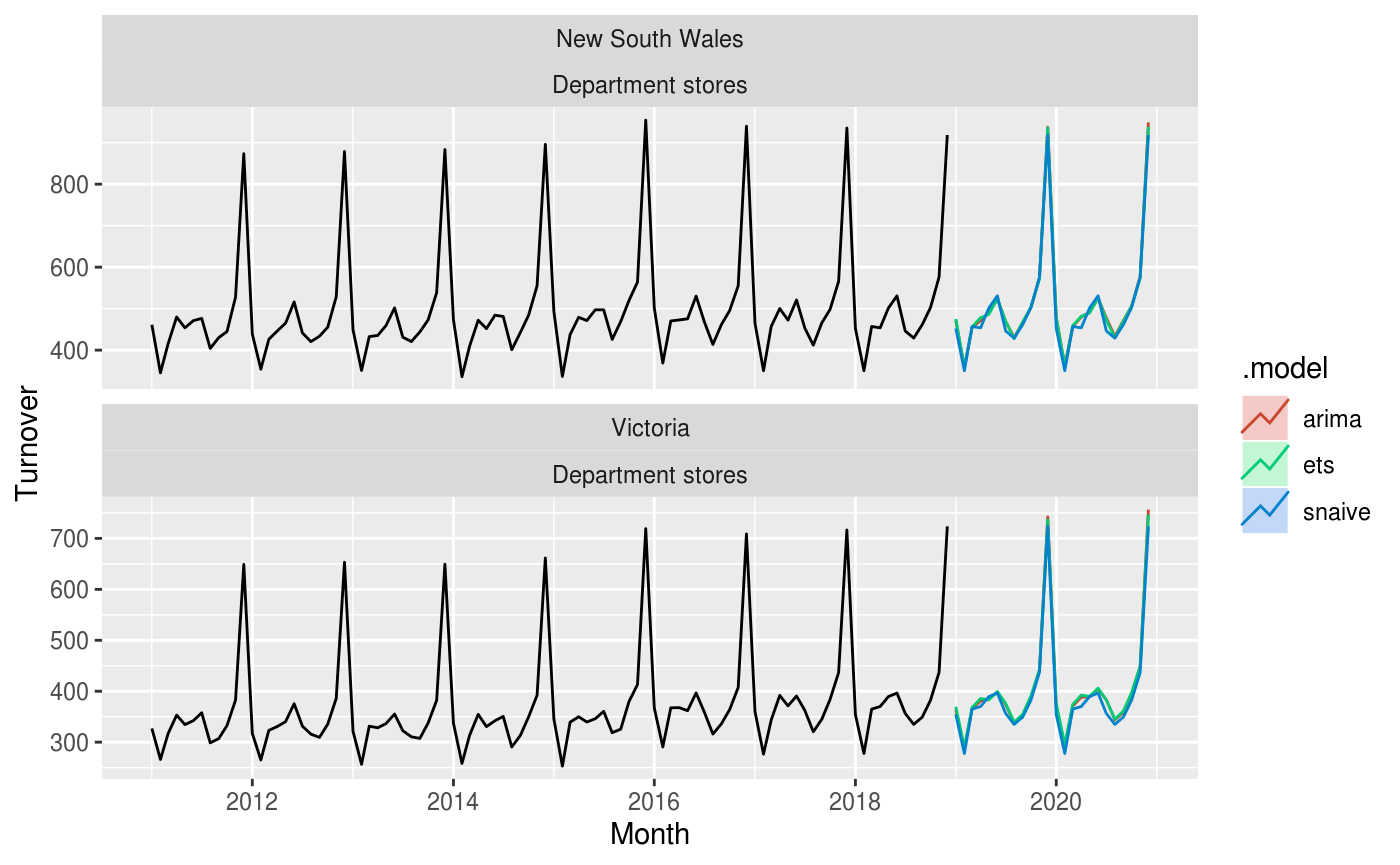 New South Wales
Department stores
800
600
400
Victoria
Department stores
700
600
500
400
300
2012 2014 2016 2018 2020
Month
Turnover
.model
arima
ets
snaive